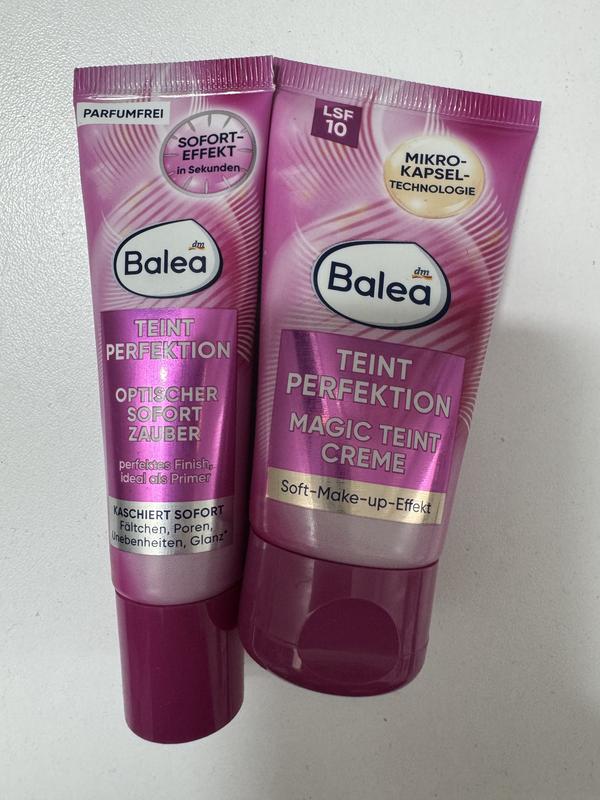 PARFUMFREI
SOFORT-
EFFEKT
in Sekunden
dm
Balea
TEINT
PERFEKTION
OPTISCHER
SOFORT
ZAUBER
perfektes Finish,
ideal als Primer
KASCHIERT SOFORT
Fältchen, Poren,
Unebenheiten, Glanz*
LSF
10
MIKRO-
KAPSEL-
TECHNOLOGIE
dm
Balea
TEINT
PERFEKTION
MAGIC TEINT
CREME
Soft-Make-up-Effekt